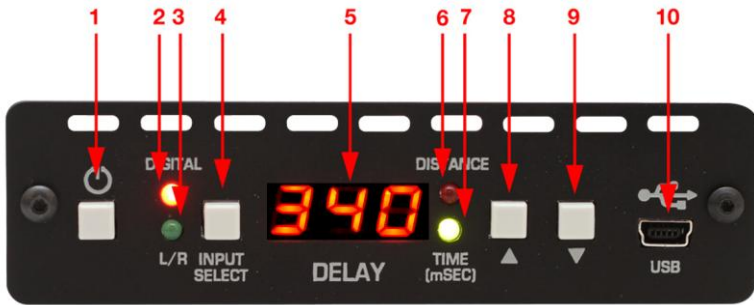 1 2 3 4 5 6 7 8 9 10
DIGITAL DISTANCE
340
L/R INPUT SELECT DELAY TIME (mSEC) ▲ ▼ USB